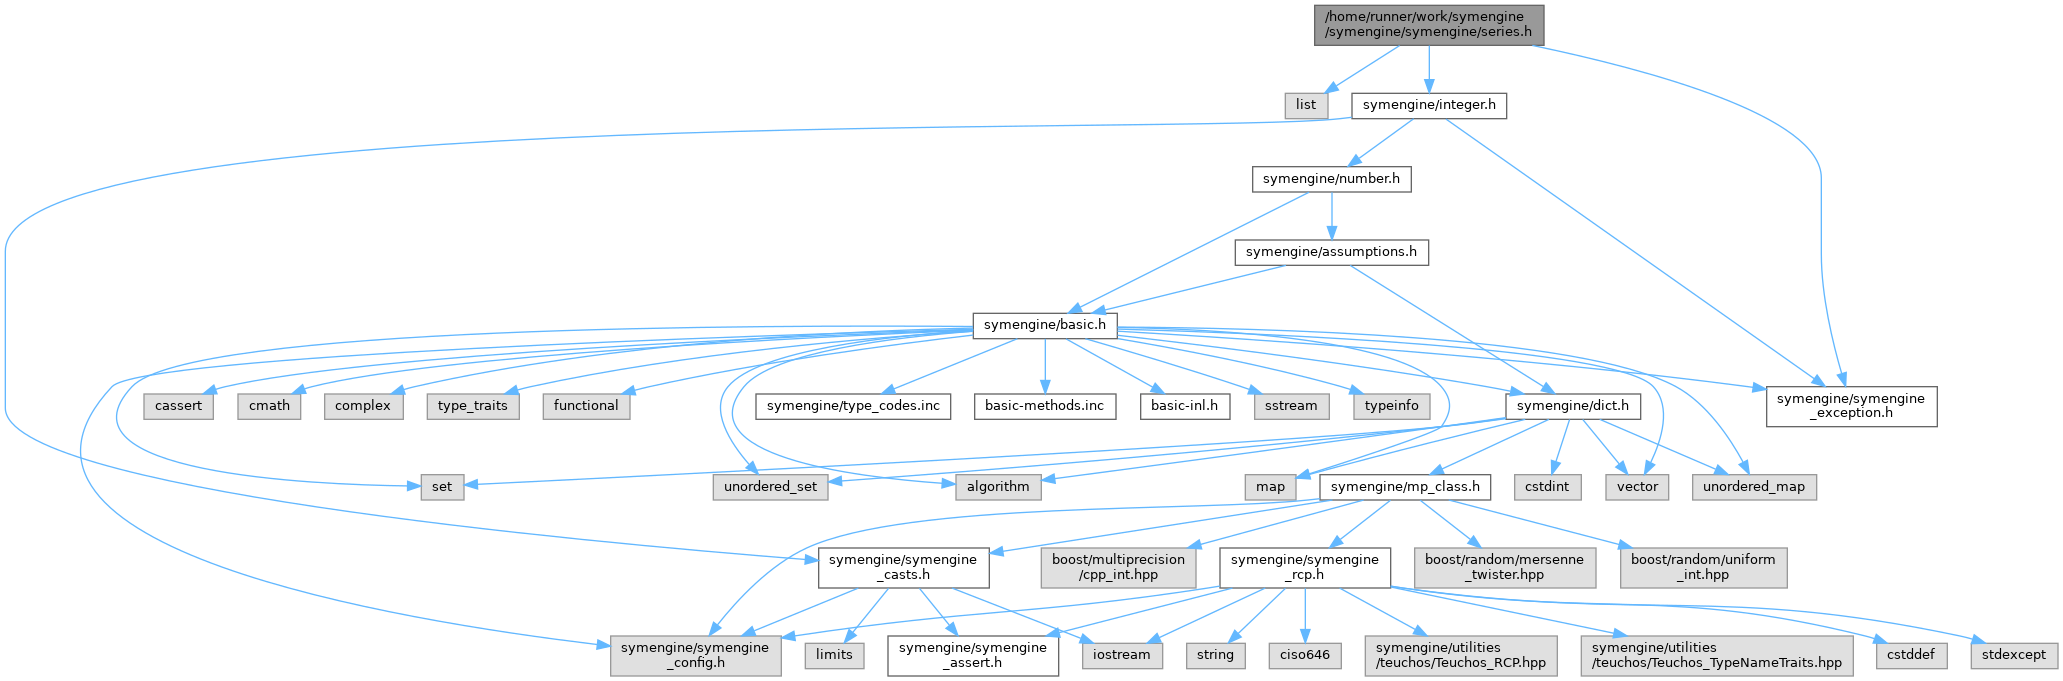 /home/runner/work/symengine
/symengine/symengine/series.h
list
symengine/integer.h
symengine/number.h
symengine/assumptions.h
symengine/basic.h
cassert
cmath
complex
type_traits
functional
symengine/type_codes.inc
basic-methods.inc
basic-inl.h
sstream
typeinfo
symengine/dict.h
symengine/symengine
_exception.h
set
unordered_set
algorithm
map
symengine/mp_class.h
cstdint
vector
unordered_map
symengine/symengine
_casts.h
boost/multiprecision
/cpp_int.hpp
symengine/symengine
_rcp.h
boost/random/mersenne
_twister.hpp
boost/random/uniform
_int.hpp
symengine/symengine
_config.h
limits
symengine/symengine
_assert.h
iostream
string
ciso646
symengine/utilities
/teuchos/Teuchos_RCP.hpp
symengine/utilities
/teuchos/Teuchos_TypeNameTraits.hpp
cstddef
stdexcept